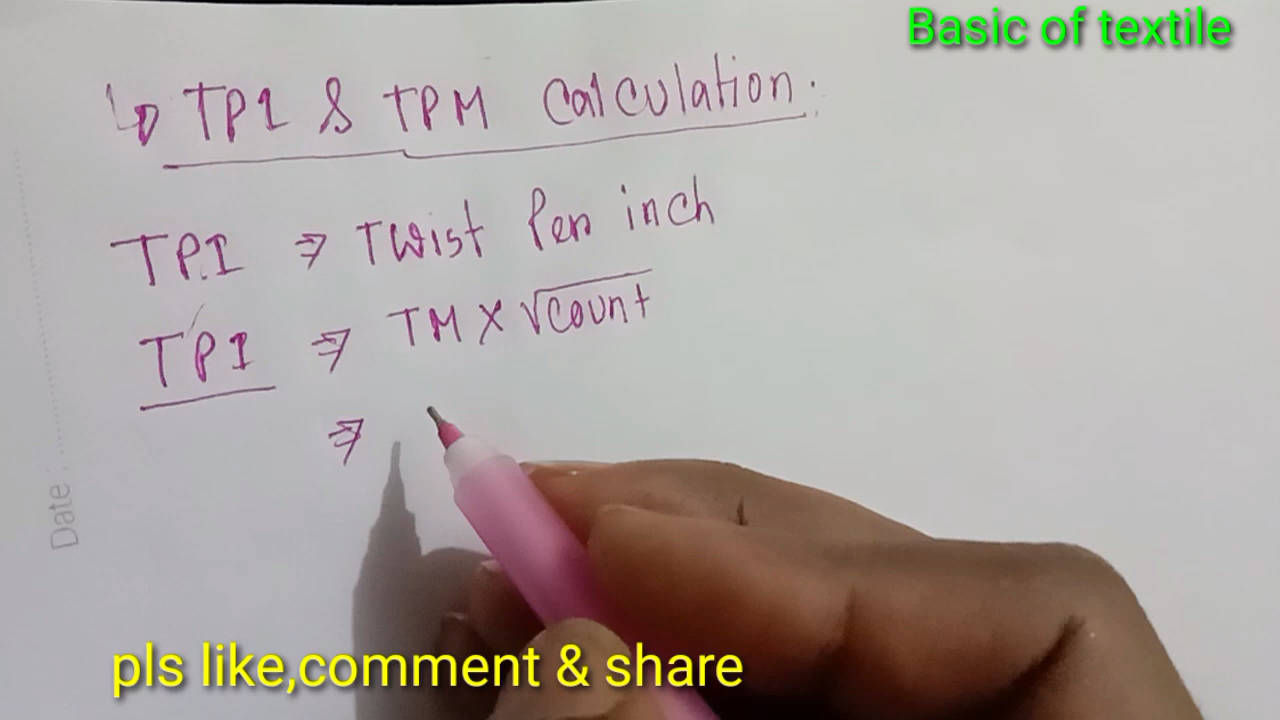 Basic of textile
TPI & TPM Calculation.
TPI ⇒ Twist Per inch
TPI ⇒ TM X √count
⇒
Date:
pls like,comment & share